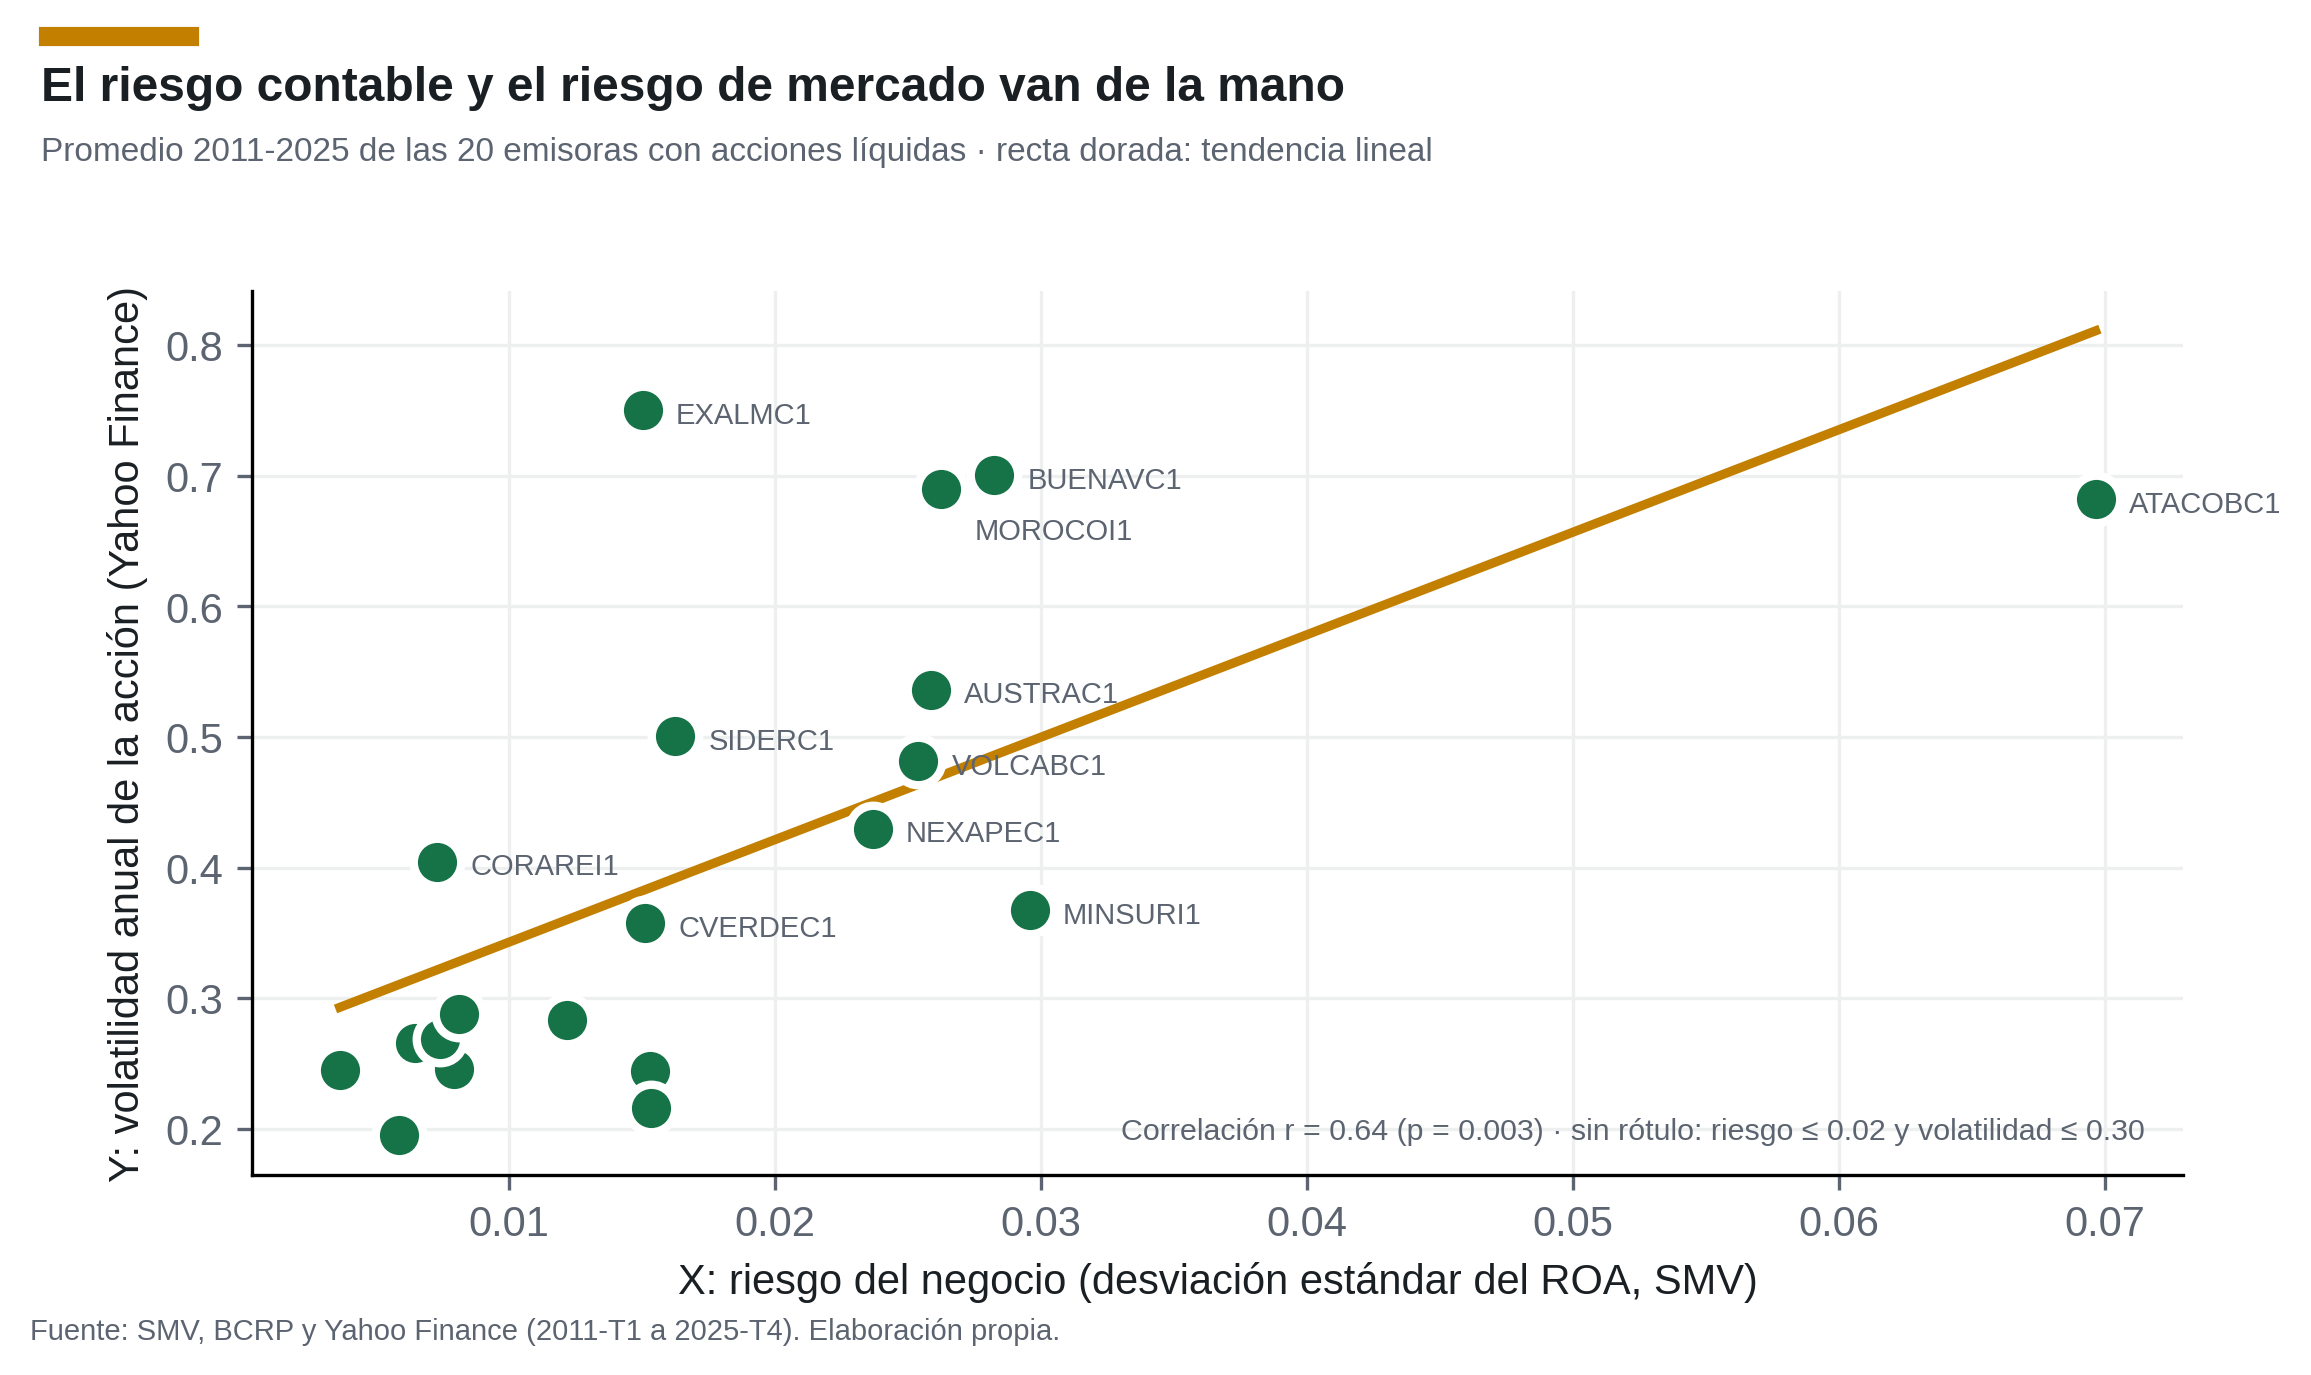 El riesgo contable y el riesgo de mercado van de la mano
Promedio 2011-2025 de las 20 emisoras con acciones líquidas · recta dorada: tendencia lineal
Y: volatilidad anual de la acción (Yahoo Finance)
0.8
0.7
0.6
0.5
0.4
0.3
0.2
EXALMC1
BUENAVC1
ATACOBC1
MOROCOI1
AUSTRAC1
SIDERC1
VOLCABC1
NEXAPEC1
CORAREI1
MINSURI1
CVERDEC1
Correlación r = 0.64 (p = 0.003) · sin rótulo: riesgo ≤ 0.02 y volatilidad ≤ 0.30
0.01 0.02 0.03 0.04 0.05 0.06 0.07
X: riesgo del negocio (desviación estándar del ROA, SMV)
Fuente: SMV, BCRP y Yahoo Finance (2011-T1 a 2025-T4). Elaboración propia.